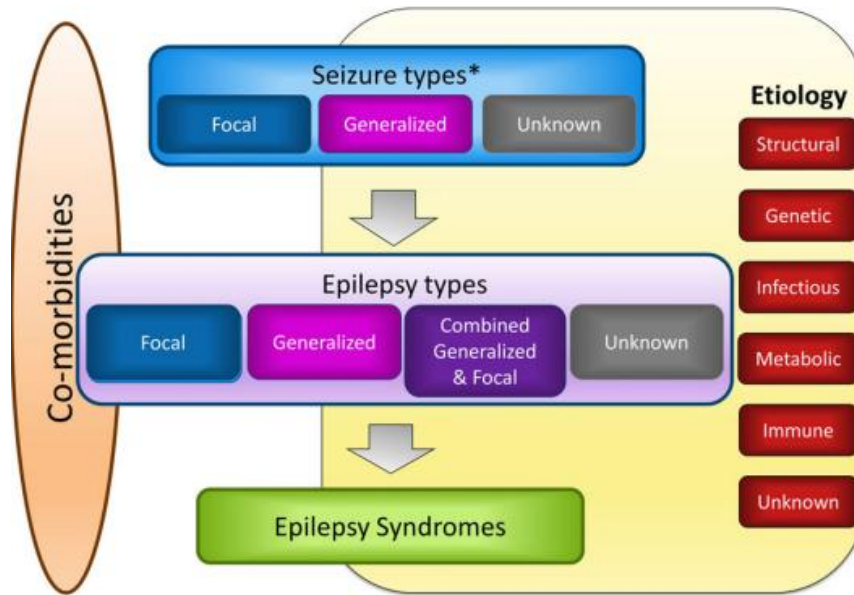 Co-morbidities
Seizure types*
Focal
Generalized
Unknown
Epilepsy types
Focal
Generalized
Combined
Generalized
& Focal
Unknown
Epilepsy Syndromes
Etiology
Structural
Genetic
Infectious
Metabolic
Immune
Unknown